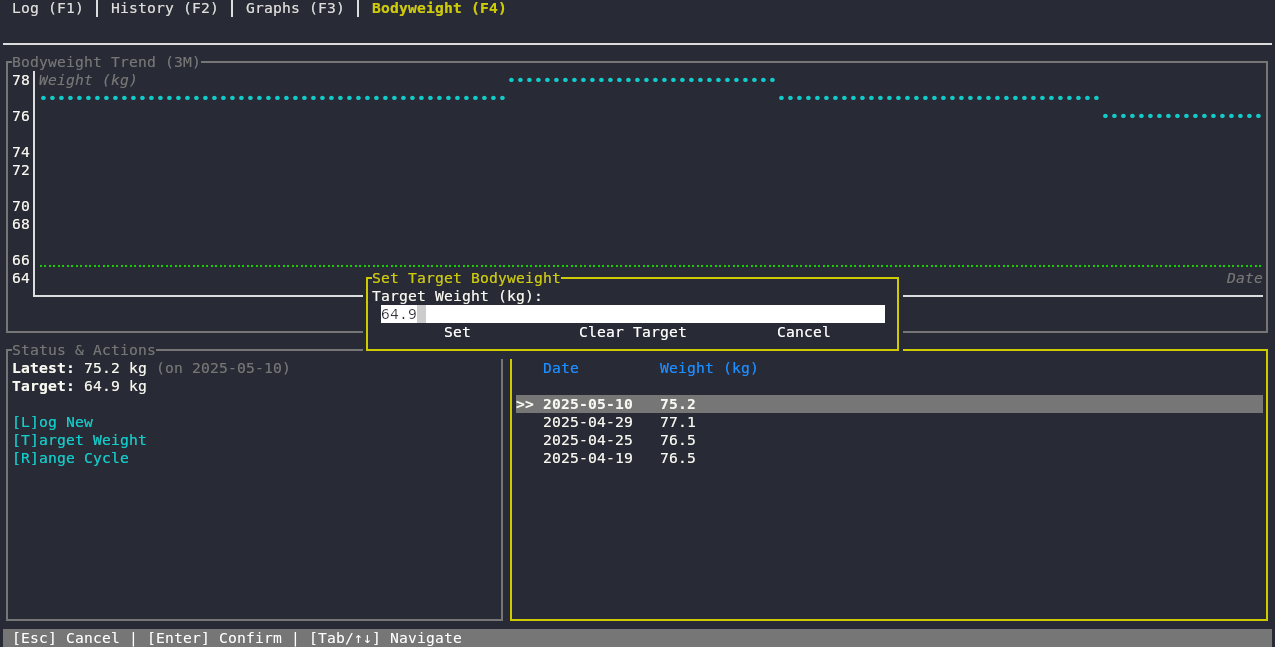 Log (F1) | History (F2) | Graphs (F3) | Bodyweight (F4)
Bodyweight Trend (3M)
78 Weight (kg)
76
74
72
70
68
66
64 Date
Set Target Bodyweight
Target Weight (kg):
64.9
Set Clear Target Cancel
Status & Actions
Latest: 75.2 kg (on 2025-05-10)
Target: 64.9 kg
[L]og New
[T]arget Weight
[R]ange Cycle
Date Weight (kg)
>> 2025-05-10 75.2
2025-04-29 77.1
2025-04-25 76.5
2025-04-19 76.5
[Esc] Cancel | [Enter] Confirm | [Tab/↑↓] Navigate